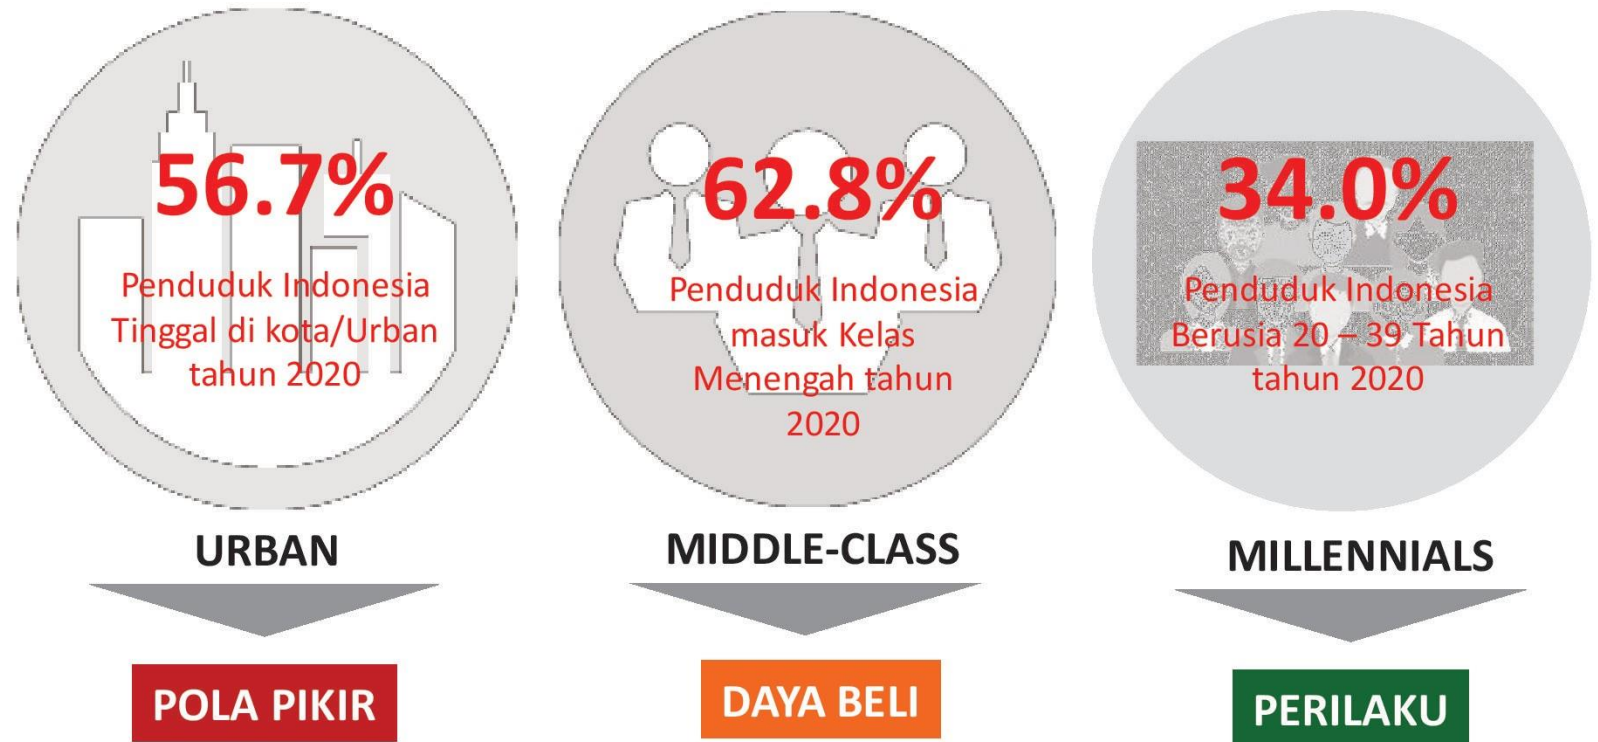 56.7%
Penduduk Indonesia
Tinggal di kota/Urban
tahun 2020
URBAN
POLA PIKIR
62.8%
Penduduk Indonesia
masuk Kelas
Menengah tahun
2020
MIDDLE-CLASS
DAYA BELI
34.0%
Penduduk Indonesia
Berusia 20 – 39 Tahun
tahun 2020
MILLENNIALS
PERILAKU